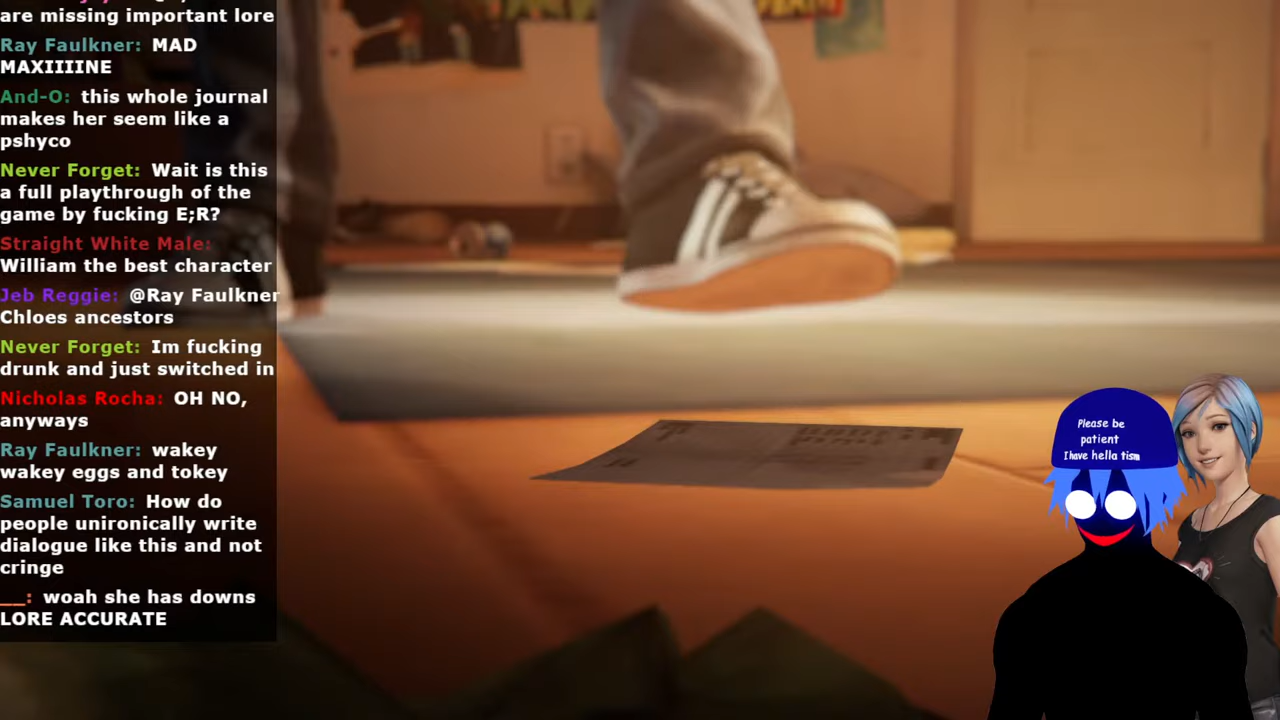 are missing important lore
Ray Faulkner: MAD
MAXIIIINE
And-O: this whole journal
makes her seem like a
pshyco
Never Forget: Wait is this
a full playthrough of the
game by fucking E;R?
Straight White Male:
William the best character
Jeb Reggie: @Ray Faulkner
Chloes ancestors
Never Forget: Im fucking
drunk and just switched in
Nicholas Rocha: OH NO,
anyways
Ray Faulkner: wakey
wakey eggs and tokey
Samuel Toro: How do
people unironically write
dialogue like this and not
cringe
__: woah she has downs
LORE ACCURATE
Please be
patient
I have hella tism